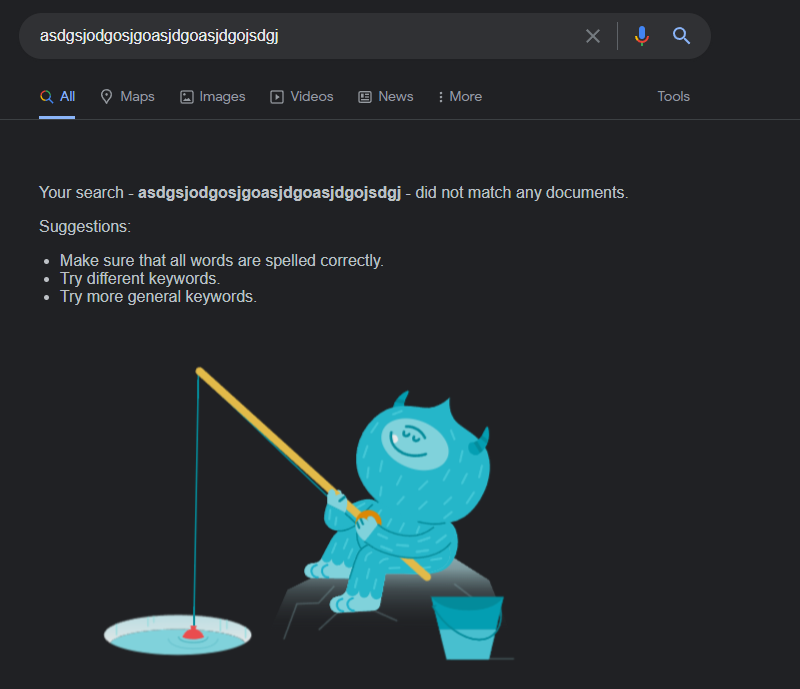 asdgsjodgosjgoasjdgoasjdgojsdgj
All Maps Images Videos News More Tools
Your search - asdgsjodgosjgoasjdgoasjdgojsdgj - did not match any documents.
Suggestions:
Make sure that all words are spelled correctly.
Try different keywords.
Try more general keywords.